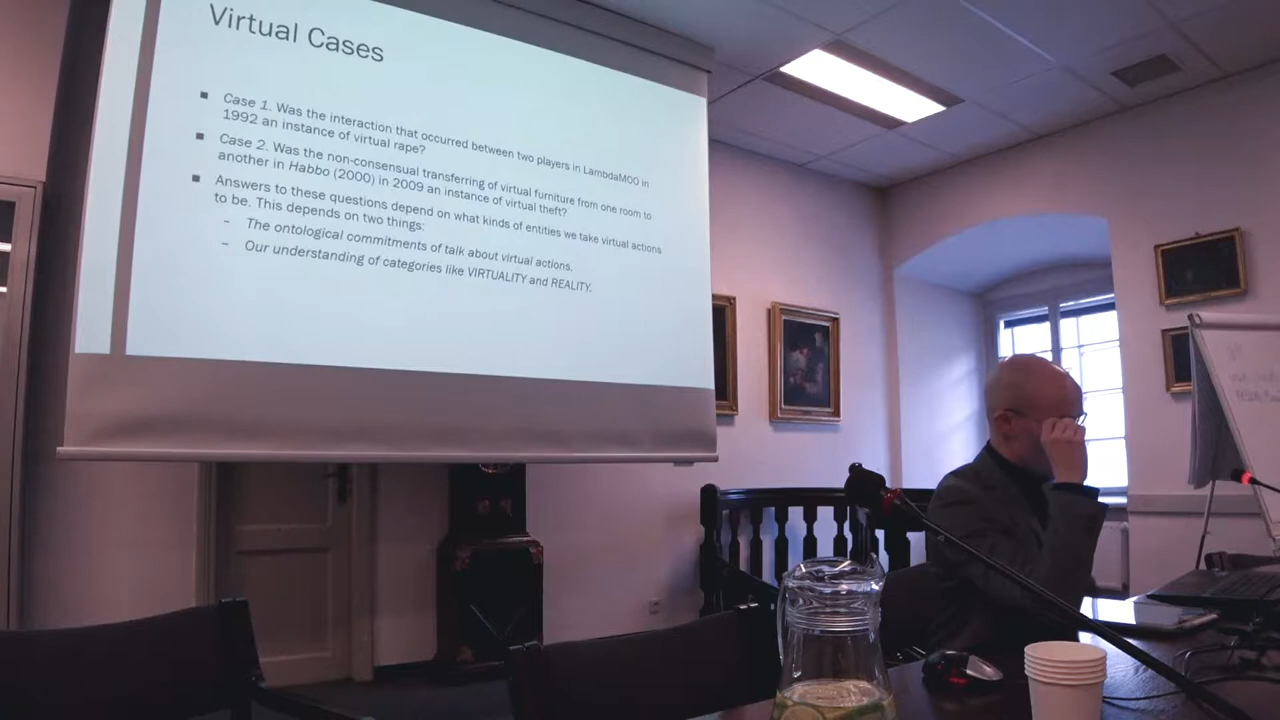 Virtual Cases
Case 1. Was the interaction that occurred between two players in LambdaMOO in
1992 an instance of virtual rape?
Case 2. Was the non-consensual transferring of virtual furniture from one room to
another in Habbo (2000) in 2009 an instance of virtual theft?
Answers to these questions depend on what kinds of entities we take virtual actions
to be. This depends on two things:
– The ontological commitments of talk about virtual actions.
– Our understanding of categories like VIRTUALITY and REALITY.